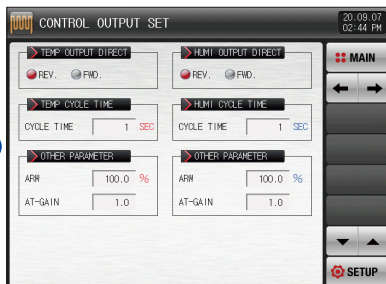 CONTROL OUTPUT SET
20.09.07
02:44 PM
TEMP OUTPUT DIRECT
HUMI OUTPUT DIRECT
REV. FWD.
REV. FWD.
TEMP CYCLE TIME
HUMI CYCLE TIME
CYCLE TIME 1 SEC
CYCLE TIME 1 SEC
OTHER PARAMETER
OTHER PARAMETER
ARW 100.0 %
ARW 100.0 %
AT-GAIN 1.0
AT-GAIN 1.0
MAIN
SETUP